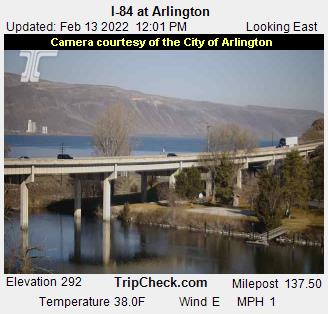 I-84 at Arlington
Updated: Feb 13 2022 12:01 PM Looking East
Camera courtesy of the City of Arlington
Elevation 292 TripCheck.com Milepost 137.50
Temperature 38.0F Wind E MPH 1